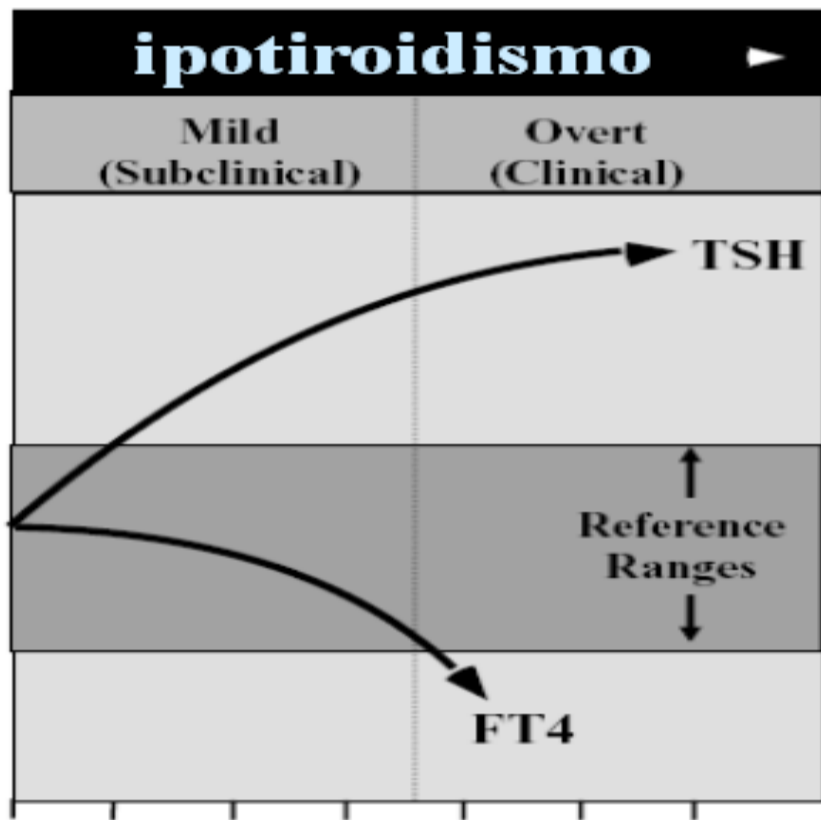 ipotiroidismo
Mild
(Subclinical)
Overt
(Clinical)
TSH
Reference
Ranges
FT4